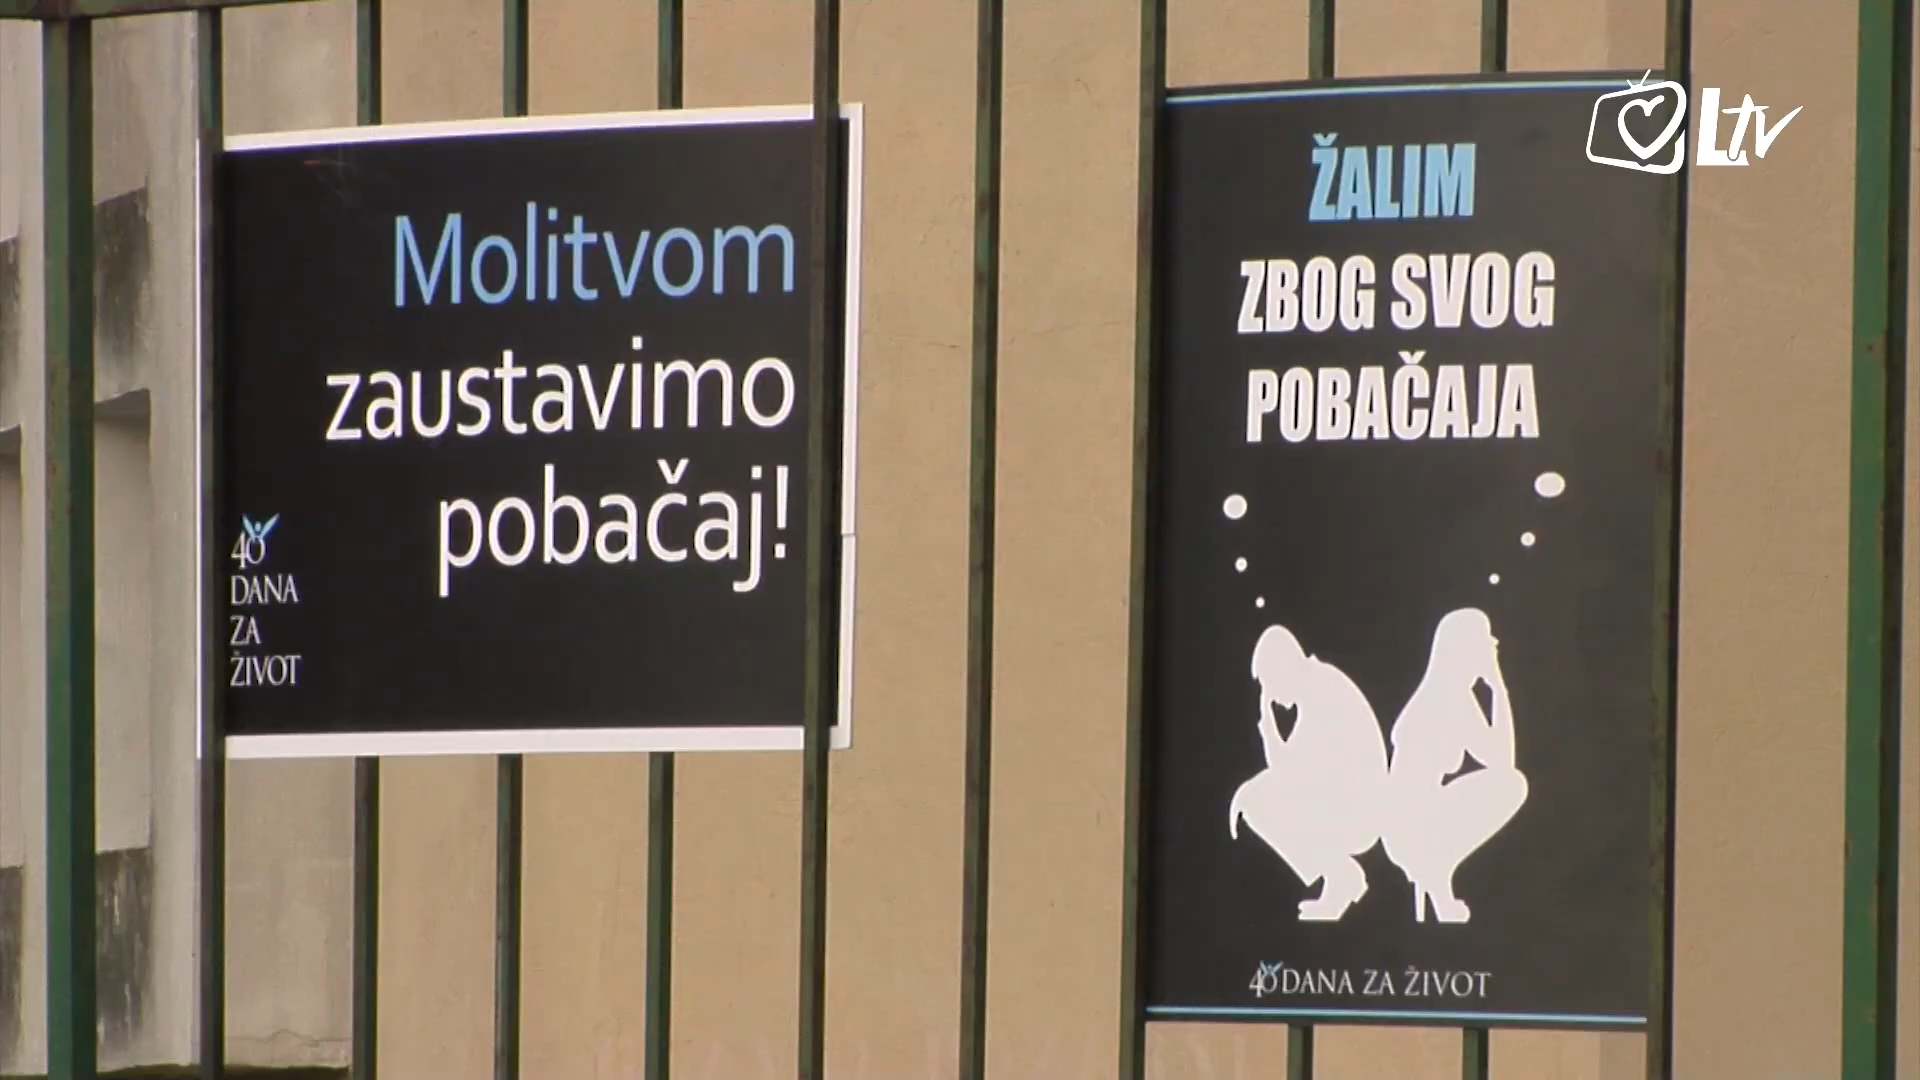 Molitvom
zaustavimo
pobačaj!
40
DANA
ZA
ŽIVOT
ŽALIM
ZBOG SVOG
POBAČAJA
40 DANA ZA ŽIVOT
LTV